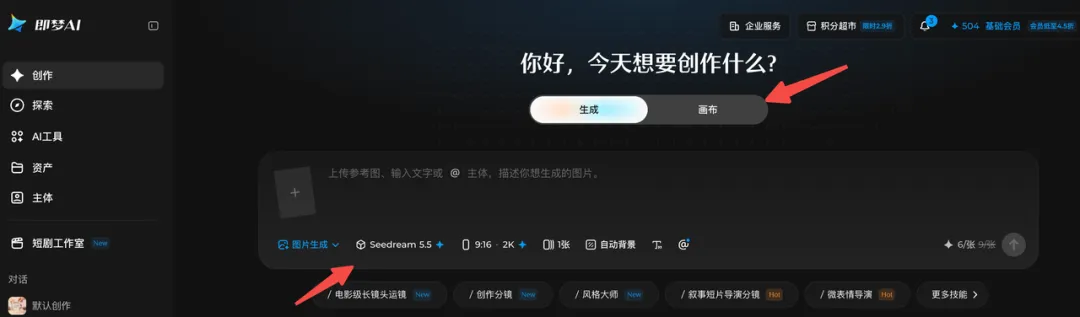 即梦AI
企业服务
积分超市 限时2.9折
3
504 基础会员 会员低至4.5折
你好，今天想要创作什么?
创作
探索
AI工具
资产
主体
短剧工作室 New
对话
默认创作
生成
画布
上传参考图、输入文字或 @ 主体，描述你想生成的图片。
图片生成
Seedream 5.5
9:16 · 2K
1张
自动背景
T
@
6/张 9/张
/ 电影级长镜头运镜 New
/ 创作分镜 New
/ 风格大师 New
/ 叙事短片导演分镜 Hot
/ 微表情导演 Hot
更多技能